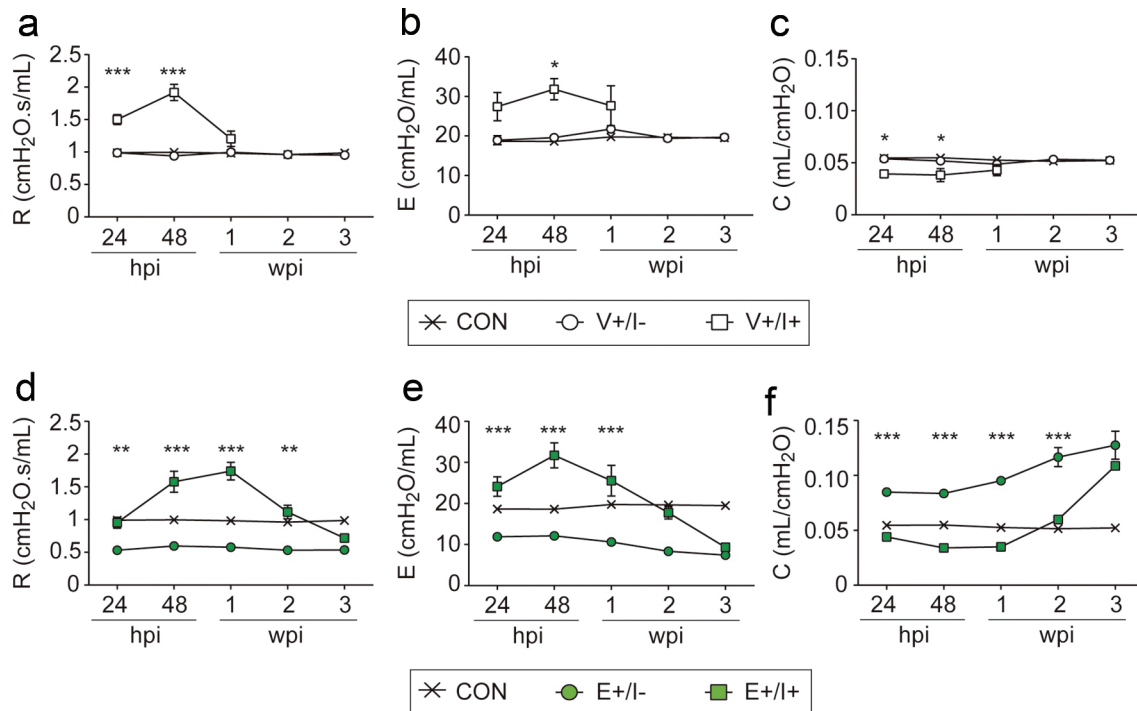 a
R (cmH₂O.s/mL)
2.5
2
1.5
1
0.5
0
*** ***
24 48 1 2 3
hpi wpi
b
E (cmH₂O/mL)
40
30
20
10
0
*
24 48 1 2 3
hpi wpi
c
C (mL/cmH₂O)
0.15
0.10
0.05
0
* *
24 48 1 2 3
hpi wpi
CON V+/I- V+/I+
d
R (cmH₂O.s/mL)
2.5
2
1.5
1
0.5
0
** *** *** **
24 48 1 2 3
hpi wpi
e
E (cmH₂O/mL)
40
30
20
10
0
*** *** ***
24 48 1 2 3
hpi wpi
f
C (mL/cmH₂O)
0.15
0.10
0.05
0
*** *** *** ***
24 48 1 2 3
hpi wpi
CON E+/I- E+/I+